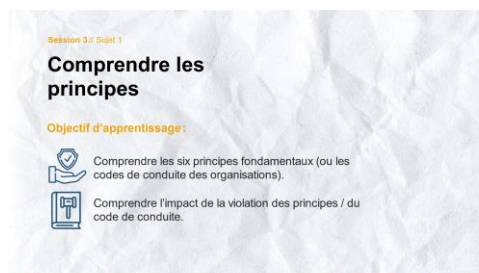 Session 3// Sujet 1
Comprendre les
principes
Objectif d'apprentissage :
Comprendre les six principes fondamentaux (ou les
codes de conduite des organisations).
Comprendre l'impact de la violation des principes / du
code de conduite.